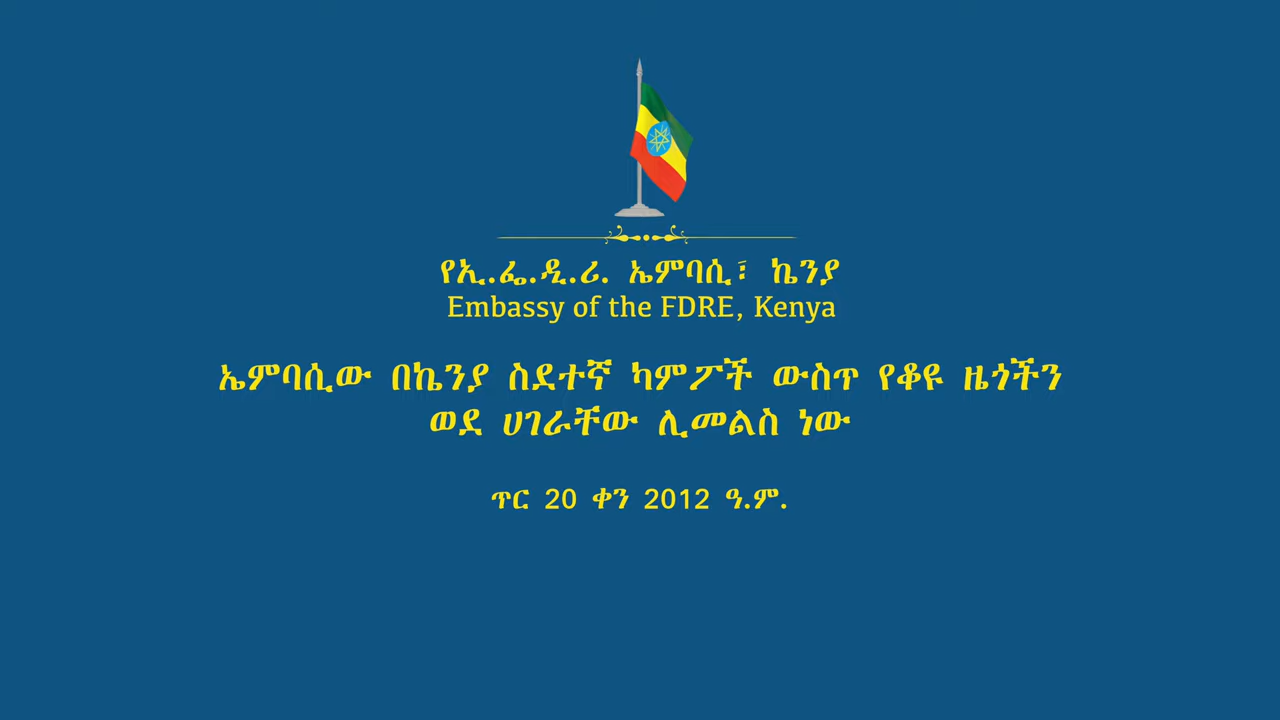 የኢ.ፌ.ዲ.ሪ. ኤምባሲ፣ ኬንያ
Embassy of the FDRE, Kenya
ኤምባሲው በኬንያ ስደተኛ ካምፖች ውስጥ የቆዩ ዜጎችን
ወደ ሀገራቸው ሊመልስ ነው
ጥር 20 ቀን 2012 ዓ.ም.